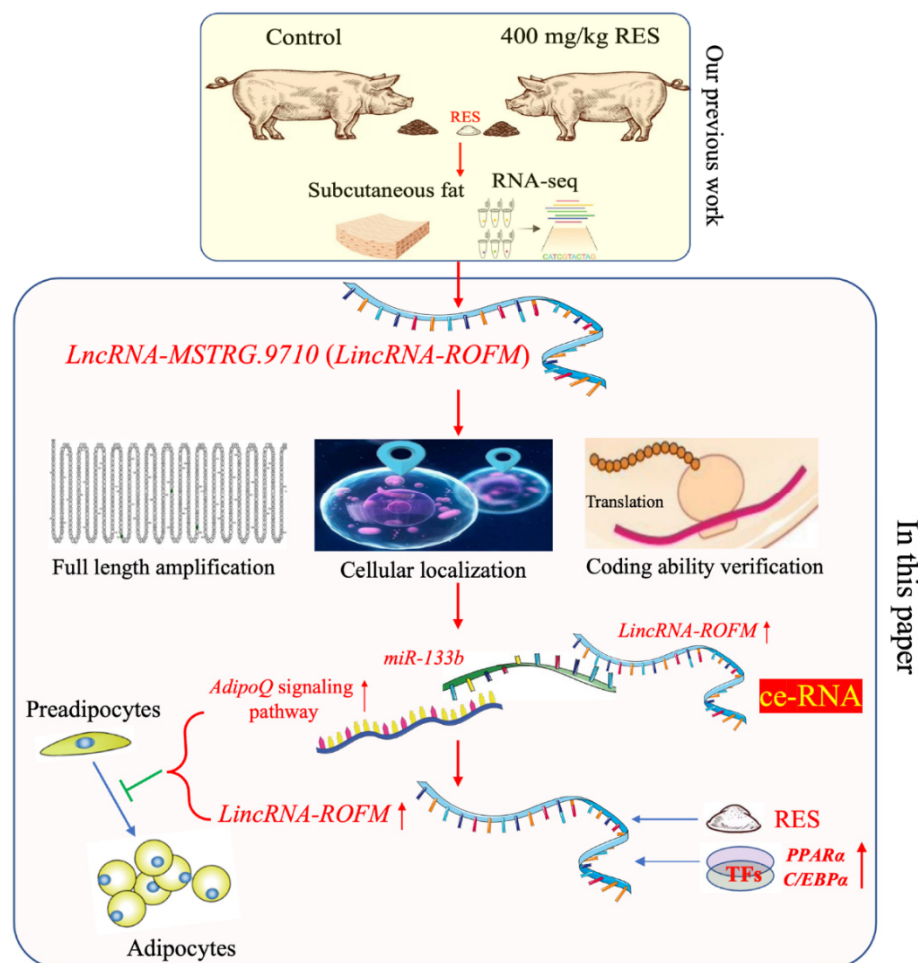 Control
400 mg/kg RES
RES
Subcutaneous fat
RNA-seq
CATCGTACTAG
Our previous work
LncRNA-MSTRG.9710 (LincRNA-ROFM)
Translation
Full length amplification
Cellular localization
Coding ability verification
In this paper
LincRNA-ROFM ↑
miR-133b
ce-RNA
AdipoQ signaling ↑
pathway
Preadipocytes
LincRNA-ROFM ↑
RES
TFs
PPARα ↑
C/EBPα
Adipocytes